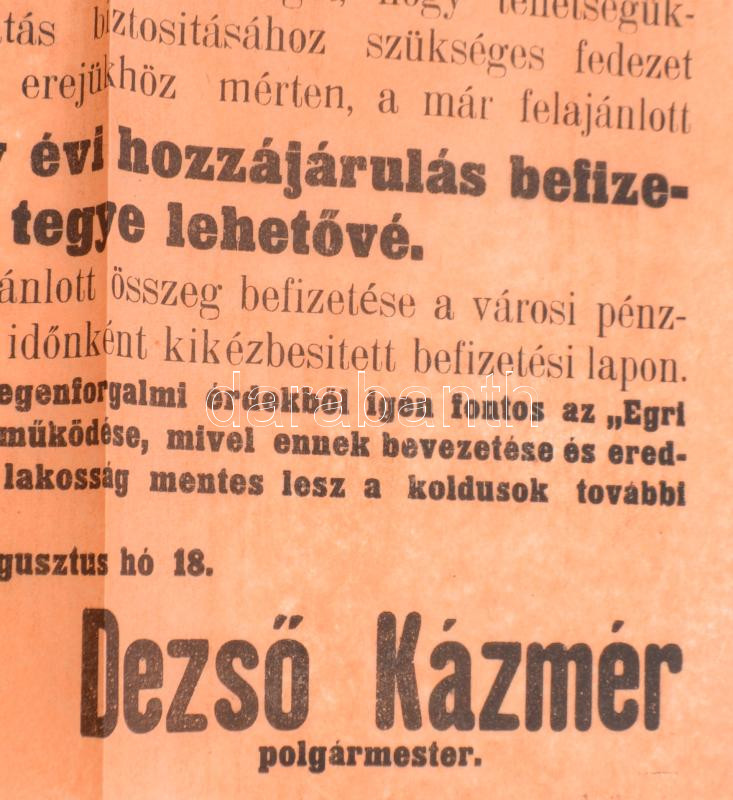 hogy tehetségük-
tás biztositásához szükséges fedezet
erejükhöz mérten, a már felajánlott
évi hozzájárulás befize-
tegye lehetővé.
ánlott összeg befizetése a városi pénz-
időnként kikézbesitett befizetési lapon.
egenforgalmi érdekből igen fontos az „Egri
működése, mivel ennek bevezetése és ered-
lakosság mentes lesz a koldusok további
gusztus hó 18.
Dezső Kázmér
polgármester.
darabanth